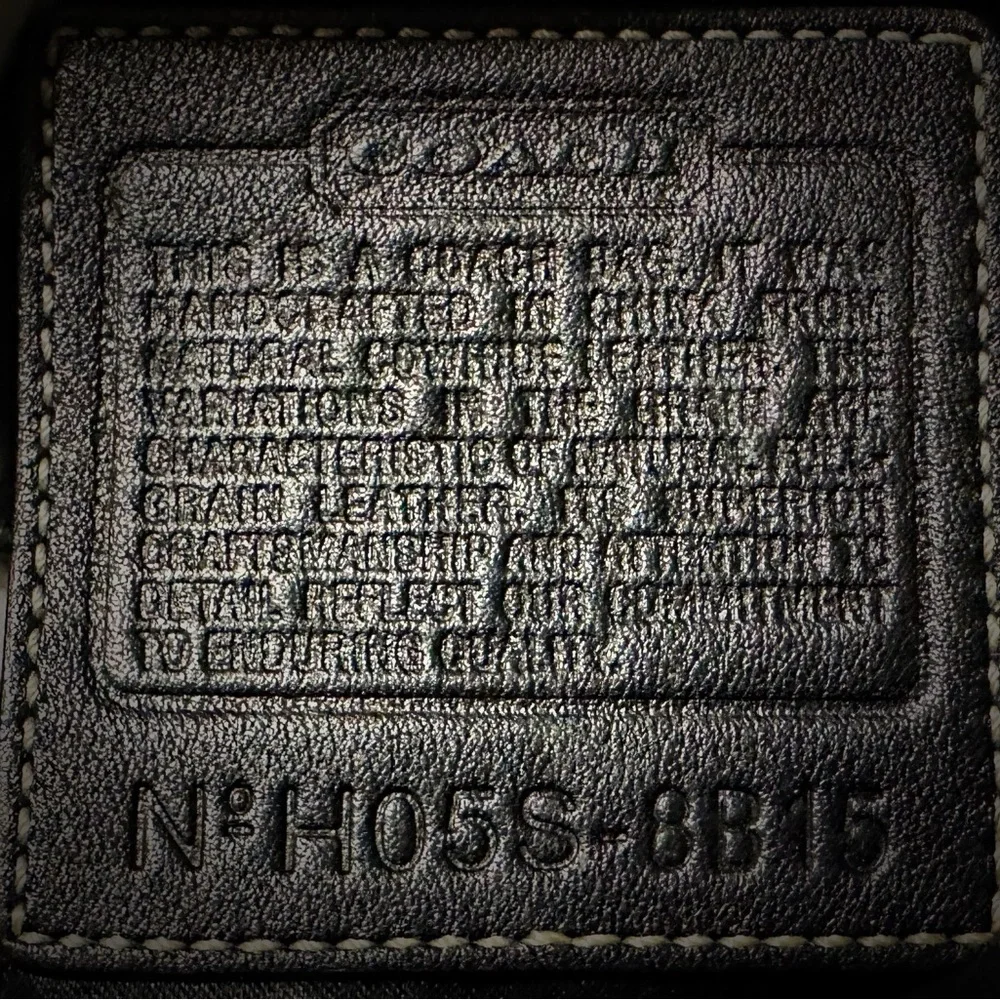 COACH
THIS IS A COACH BAG. IT WAS
HANDCRAFTED IN CHINA FROM
NATURAL COWHIDE LEATHER. THE
VARIATIONS IN THE GRAIN ARE
CHARACTERISTIC OF NATURAL FULL-
GRAIN LEATHER. ITS SUPERIOR
CRAFTSMANSHIP AND ATTENTION TO
DETAIL REFLECT OUR COMMITMENT
TO ENDURING QUALITY.
Nº H05S-8B15